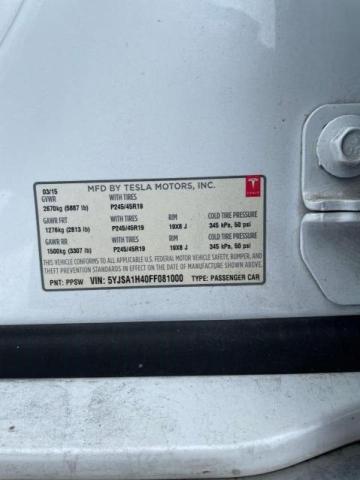 03/15 MFD BY TESLA MOTORS, INC.
GVWR WITH TIRES
2670kg (5887 lb) P245/45R19
GAWR FRT WITH TIRES RIM COLD TIRE PRESSURE
1276kg (2813 lb) P245/45R19 19X8 J 345 kPa, 50 psi
GAWR RR WITH TIRES RIM COLD TIRE PRESSURE
1500kg (3307 lb) P245/45R19 19X8 J 345 kPa, 50 psi
THIS VEHICLE CONFORMS TO ALL APPLICABLE U.S. FEDERAL MOTOR VEHICLE SAFETY, BUMPER, AND
THEFT PREVENTION STANDARDS IN EFFECT ON THE DATE OF MANUFACTURE SHOWN ABOVE.
PNT: PPSW VIN: 5YJSA1H40FF081000 TYPE: PASSENGER CAR